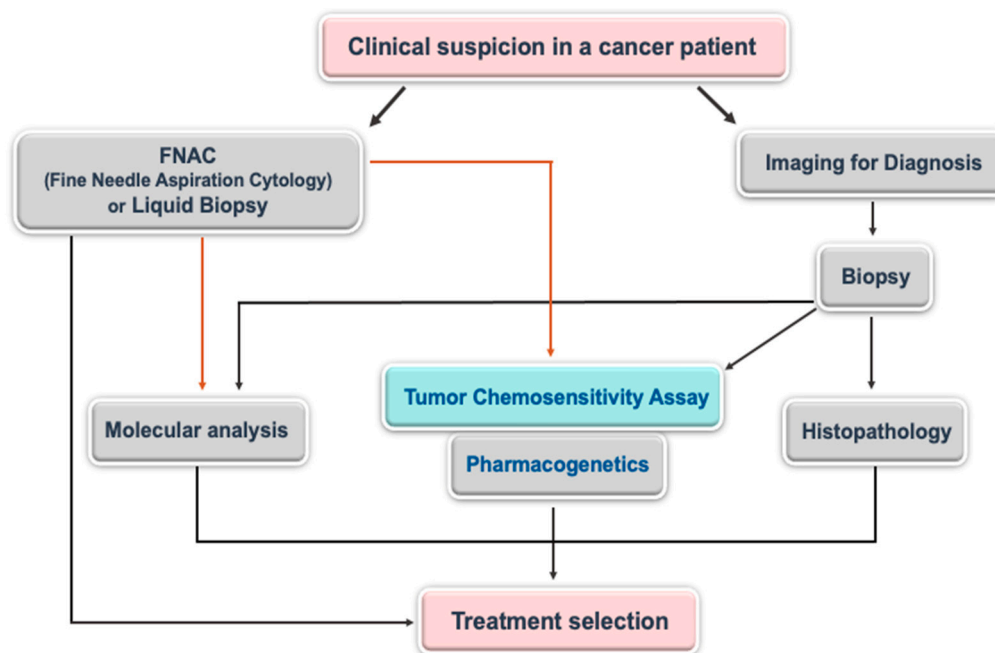 Clinical suspicion in a cancer patient
FNAC
(Fine Needle Aspiration Cytology)
or Liquid Biopsy
Imaging for Diagnosis
Biopsy
Tumor Chemosensitivity Assay
Molecular analysis
Histopathology
Pharmacogenetics
Treatment selection